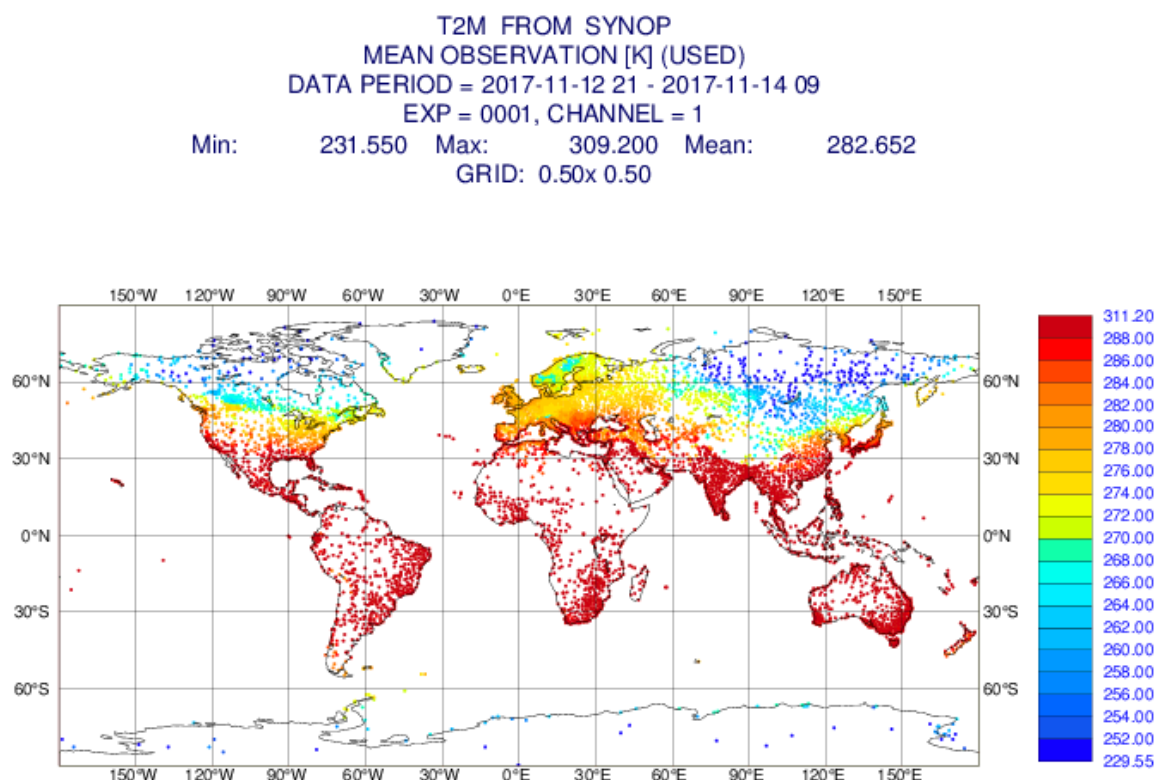 T2M FROM SYNOP
MEAN OBSERVATION [K] (USED)
DATA PERIOD = 2017-11-12 21 - 2017-11-14 09
EXP = 0001, CHANNEL = 1
Min: 231.550 Max: 309.200 Mean: 282.652
GRID: 0.50x 0.50
150°W 120°W 90°W 60°W 30°W 0°E 30°E 60°E 90°E 120°E 150°E
60°N 60°N
30°N 30°N
0°N 0°N
30°S 30°S
60°S 60°S
150°W 120°W 90°W 60°W 30°W 0°E 30°E 60°E 90°E 120°E 150°E
311.20
288.00
286.00
284.00
282.00
280.00
278.00
276.00
274.00
272.00
270.00
268.00
266.00
264.00
262.00
260.00
258.00
256.00
254.00
252.00
229.55